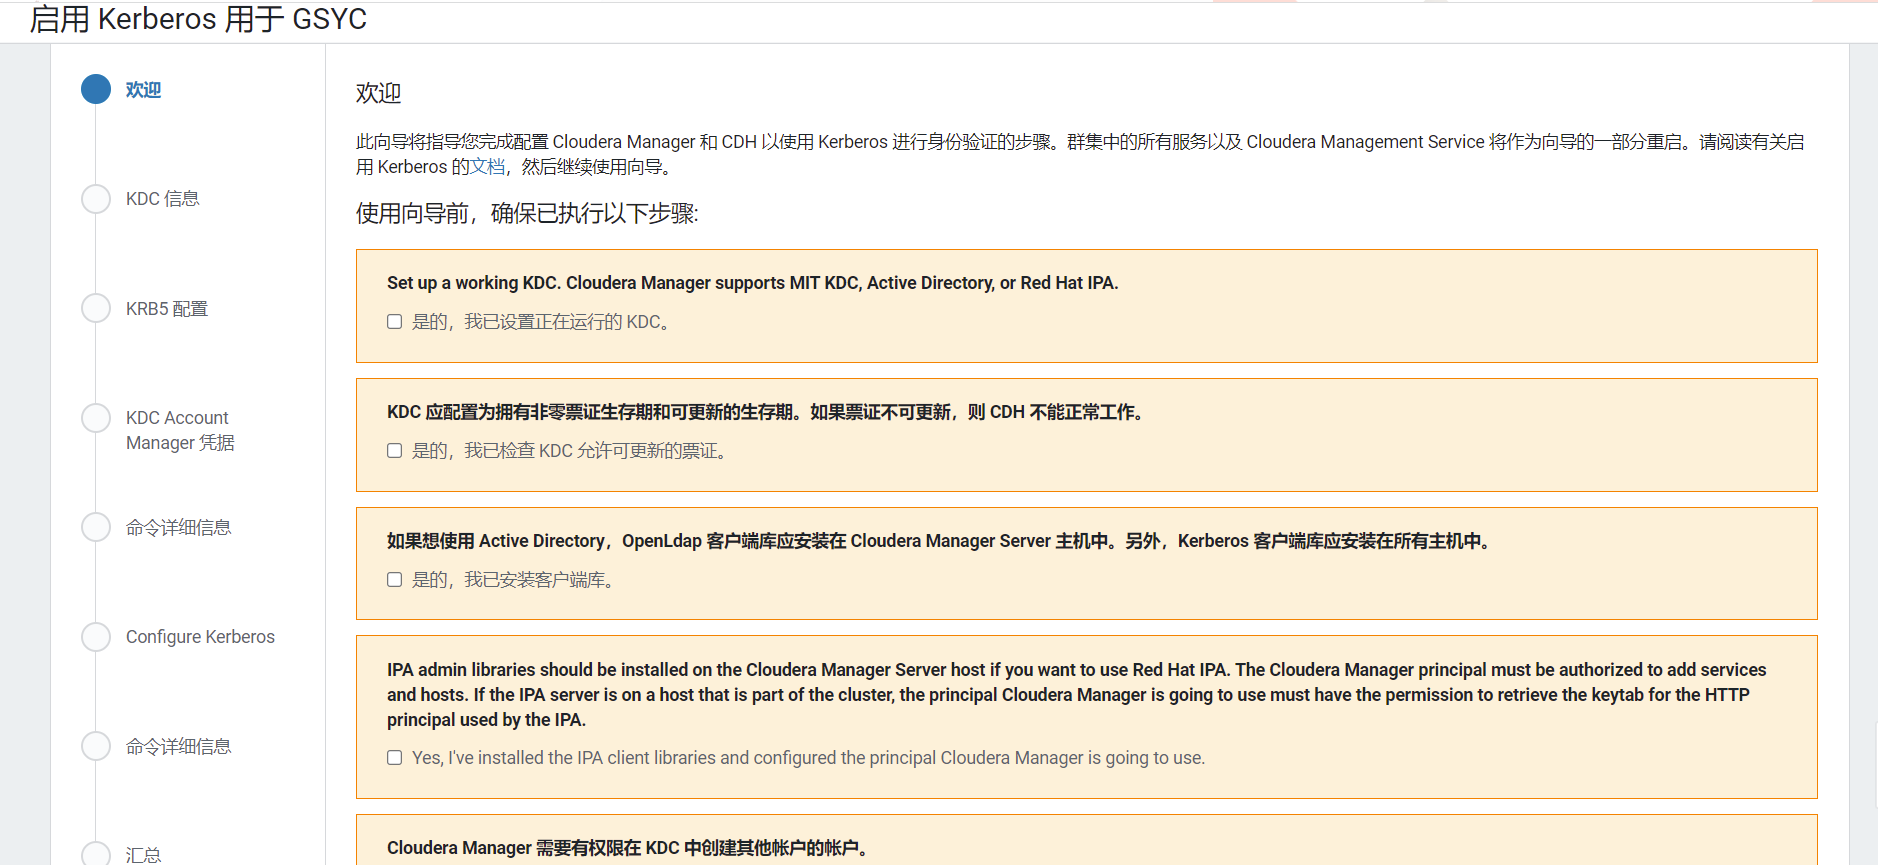 启用 Kerberos 用于 GSYC
欢迎
KDC 信息
KRB5 配置
KDC Account
Manager 凭据
命令详细信息
Configure Kerberos
命令详细信息
汇总
欢迎
此向导将指导您完成配置 Cloudera Manager 和 CDH 以使用 Kerberos 进行身份验证的步骤。群集中的所有服务以及 Cloudera Management Service 将作为向导的一部分重启。请阅读有关启
用 Kerberos 的文档，然后继续使用向导。
使用向导前，确保已执行以下步骤:
Set up a working KDC. Cloudera Manager supports MIT KDC, Active Directory, or Red Hat IPA.
是的，我已设置正在运行的 KDC。
KDC 应配置为拥有非零票证生存期和可更新的生存期。如果票证不可更新，则 CDH 不能正常工作。
是的，我已检查 KDC 允许可更新的票证。
如果想使用 Active Directory，OpenLdap 客户端库应安装在 Cloudera Manager Server 主机中。另外，Kerberos 客户端库应安装在所有主机中。
是的，我已安装客户端库。
IPA admin libraries should be installed on the Cloudera Manager Server host if you want to use Red Hat IPA. The Cloudera Manager principal must be authorized to add services
and hosts. If the IPA server is on a host that is part of the cluster, the principal Cloudera Manager is going to use must have the permission to retrieve the keytab for the HTTP
principal used by the IPA.
Yes, I've installed the IPA client libraries and configured the principal Cloudera Manager is going to use.
Cloudera Manager 需要有权限在 KDC 中创建其他帐户的帐户。